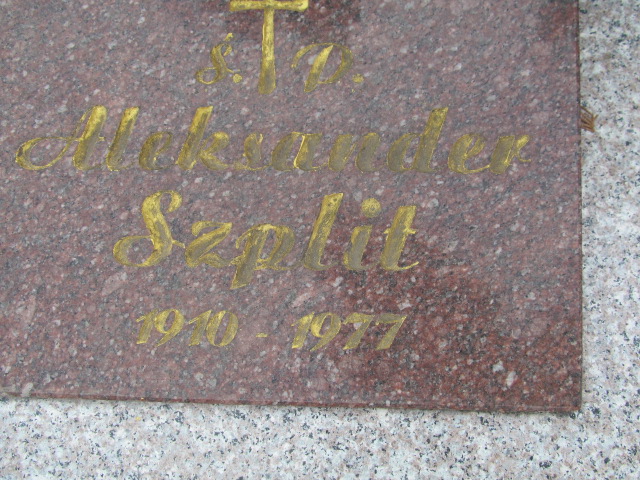 Ś. P.
Aleksander
Szplit
1910 - 1977